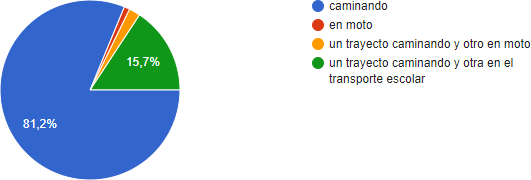 caminando
en moto
un trayecto caminando y otro en moto
un trayecto caminando y otra en el
transporte escolar
15,7%
81,2%